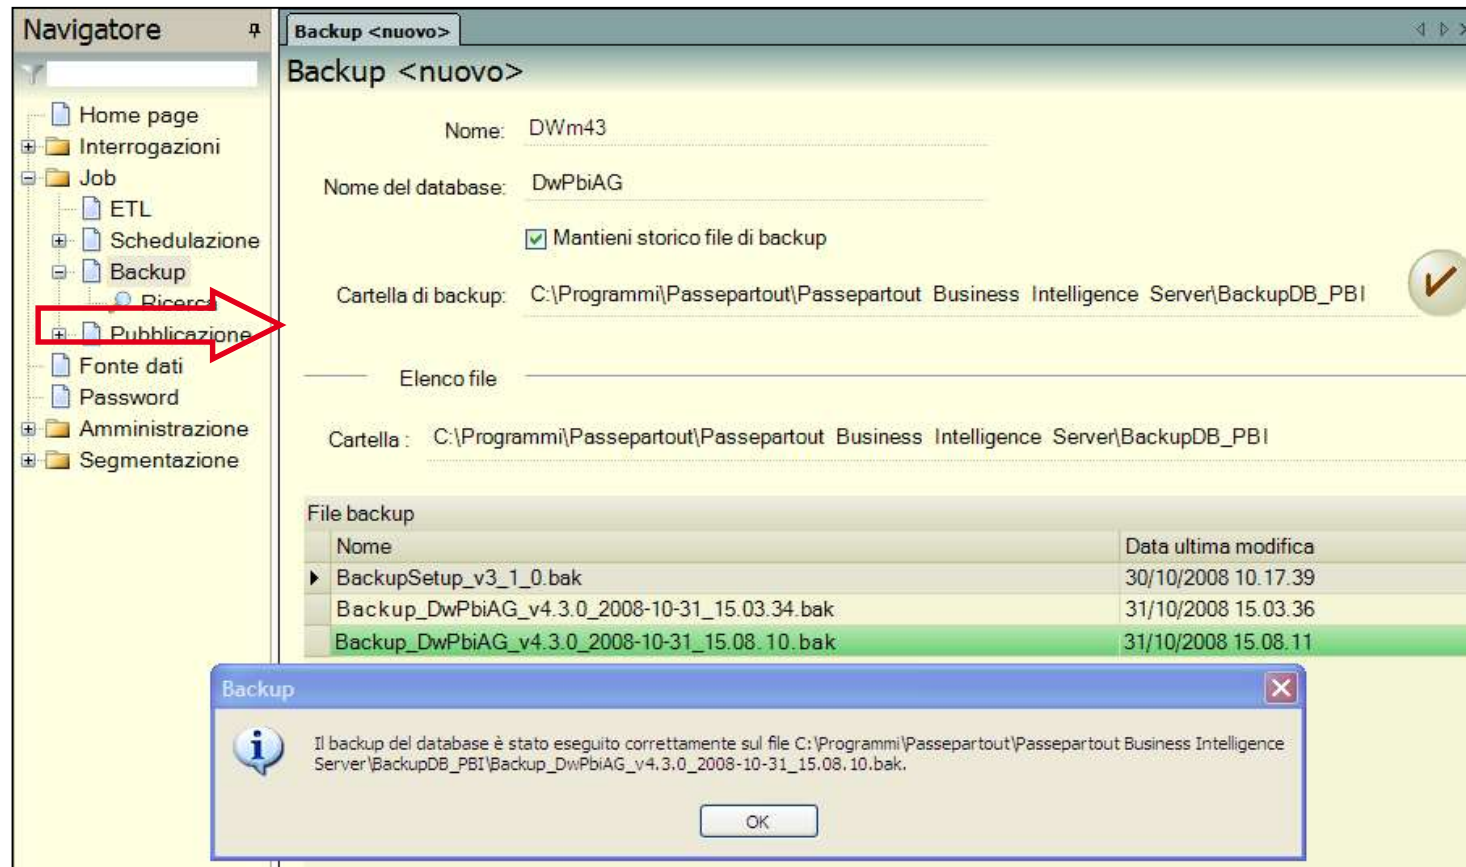 Navigatore
Home page
Interrogazioni
Job
ETL
Schedulazione
Backup
Ricerca
Pubblicazione
Fonte dati
Password
Amministrazione
Segmentazione
Backup <nuovo>
Backup <nuovo>
Nome: DWm43
Nome del database: DwPbiAG
Mantieni storico file di backup
Cartella di backup: C:\Programmi\Passepartout\Passepartout Business Intelligence Server\BackupDB_PBI
Elenco file
Cartella : C:\Programmi\Passepartout\Passepartout Business Intelligence Server\BackupDB_PBI
File backup
Nome Data ultima modifica
BackupSetup_v3_1_0.bak 30/10/2008 10.17.39
Backup_DwPbiAG_v4.3.0_2008-10-31_15.03.34.bak 31/10/2008 15.03.36
Backup_DwPbiAG_v4.3.0_2008-10-31_15.08.10.bak 31/10/2008 15.08.11
Backup
Il backup del database è stato eseguito correttamente sul file C:\Programmi\Passepartout\Passepartout Business Intelligence
Server\BackupDB_PBI\Backup_DwPbiAG_v4.3.0_2008-10-31_15.08.10.bak.
OK